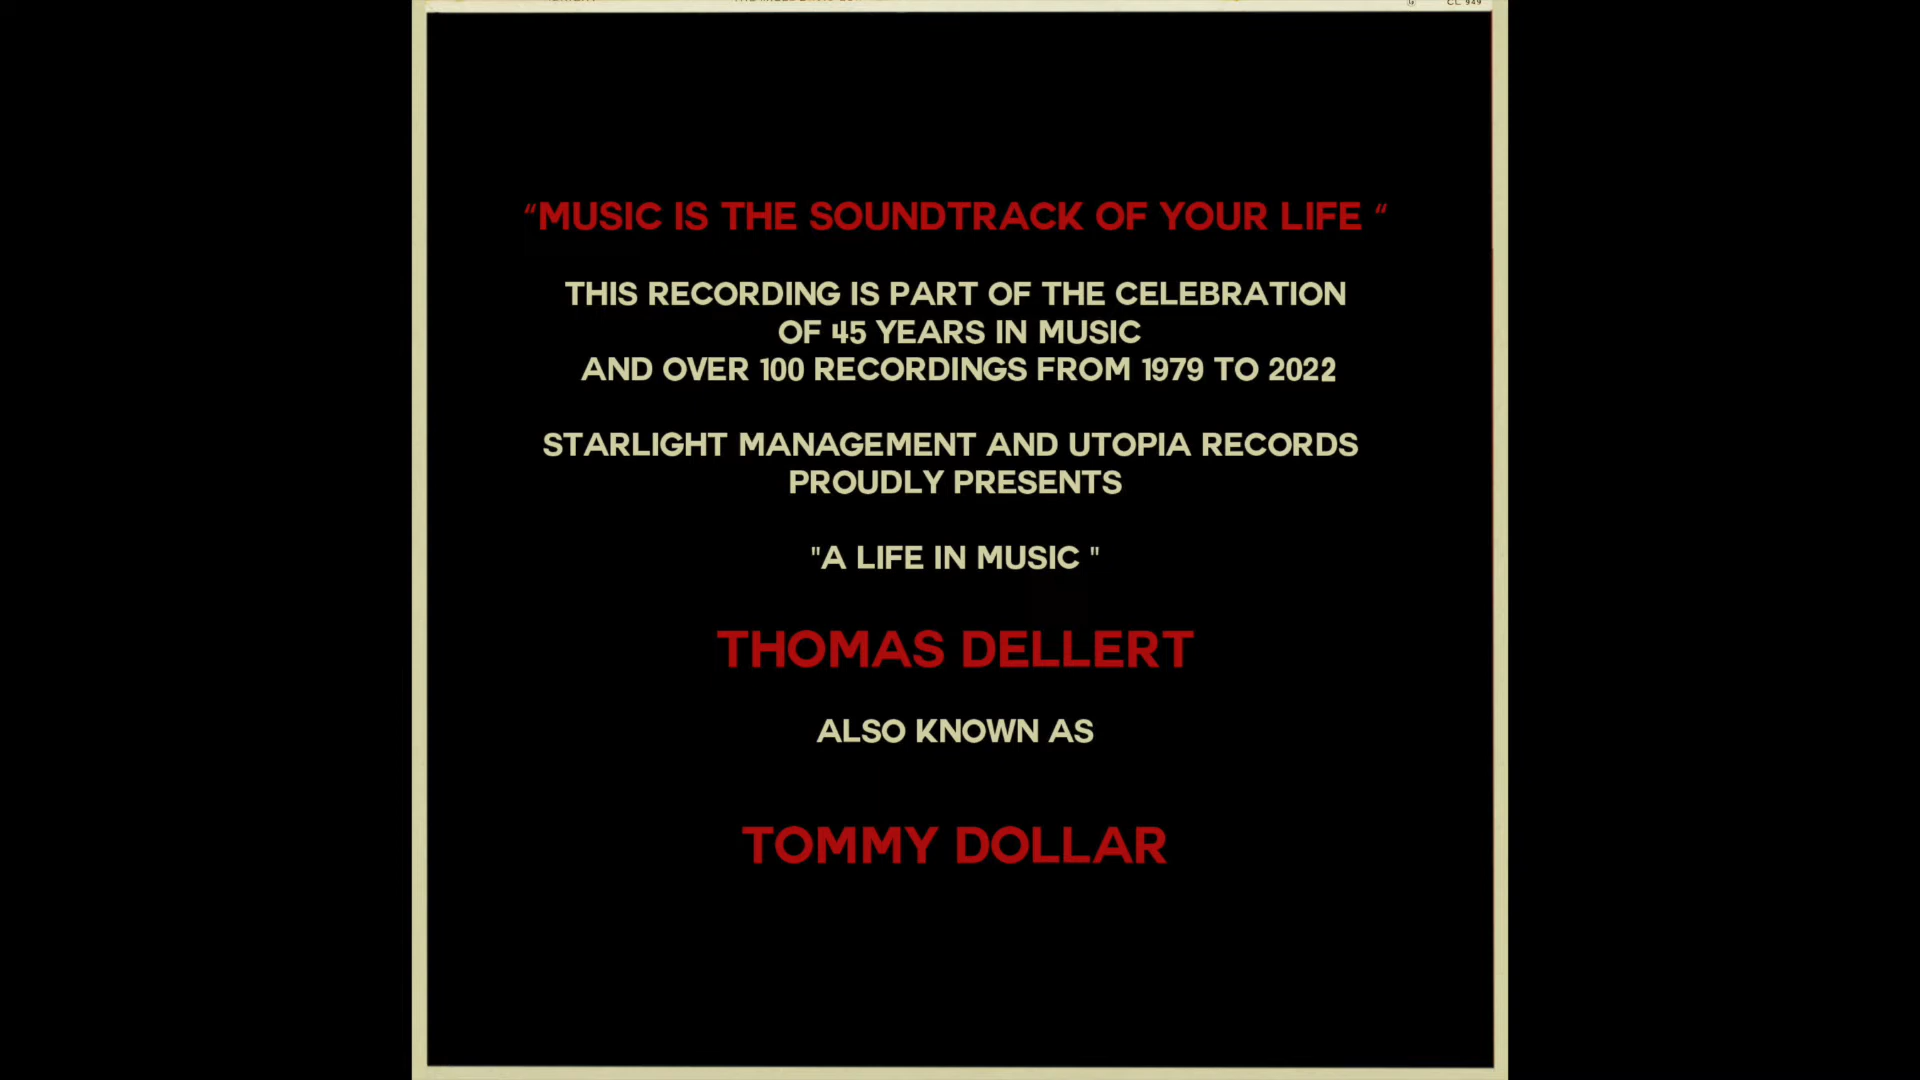 CL 949
“MUSIC IS THE SOUNDTRACK OF YOUR LIFE “
THIS RECORDING IS PART OF THE CELEBRATION
OF 45 YEARS IN MUSIC
AND OVER 100 RECORDINGS FROM 1979 TO 2022
STARLIGHT MANAGEMENT AND UTOPIA RECORDS
PROUDLY PRESENTS
"A LIFE IN MUSIC "
THOMAS DELLERT
ALSO KNOWN AS
TOMMY DOLLAR